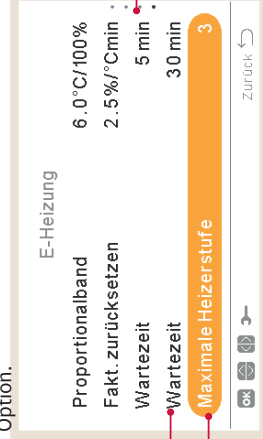 Option.
E-Heizung
Proportionalband 6.0°C/100%
Fakt. zurücksetzen 2.5%/°Cmin
Wartezeit 5 min
Wartezeit 30 min
Maximale Heizerstufe 3
OK Zurück